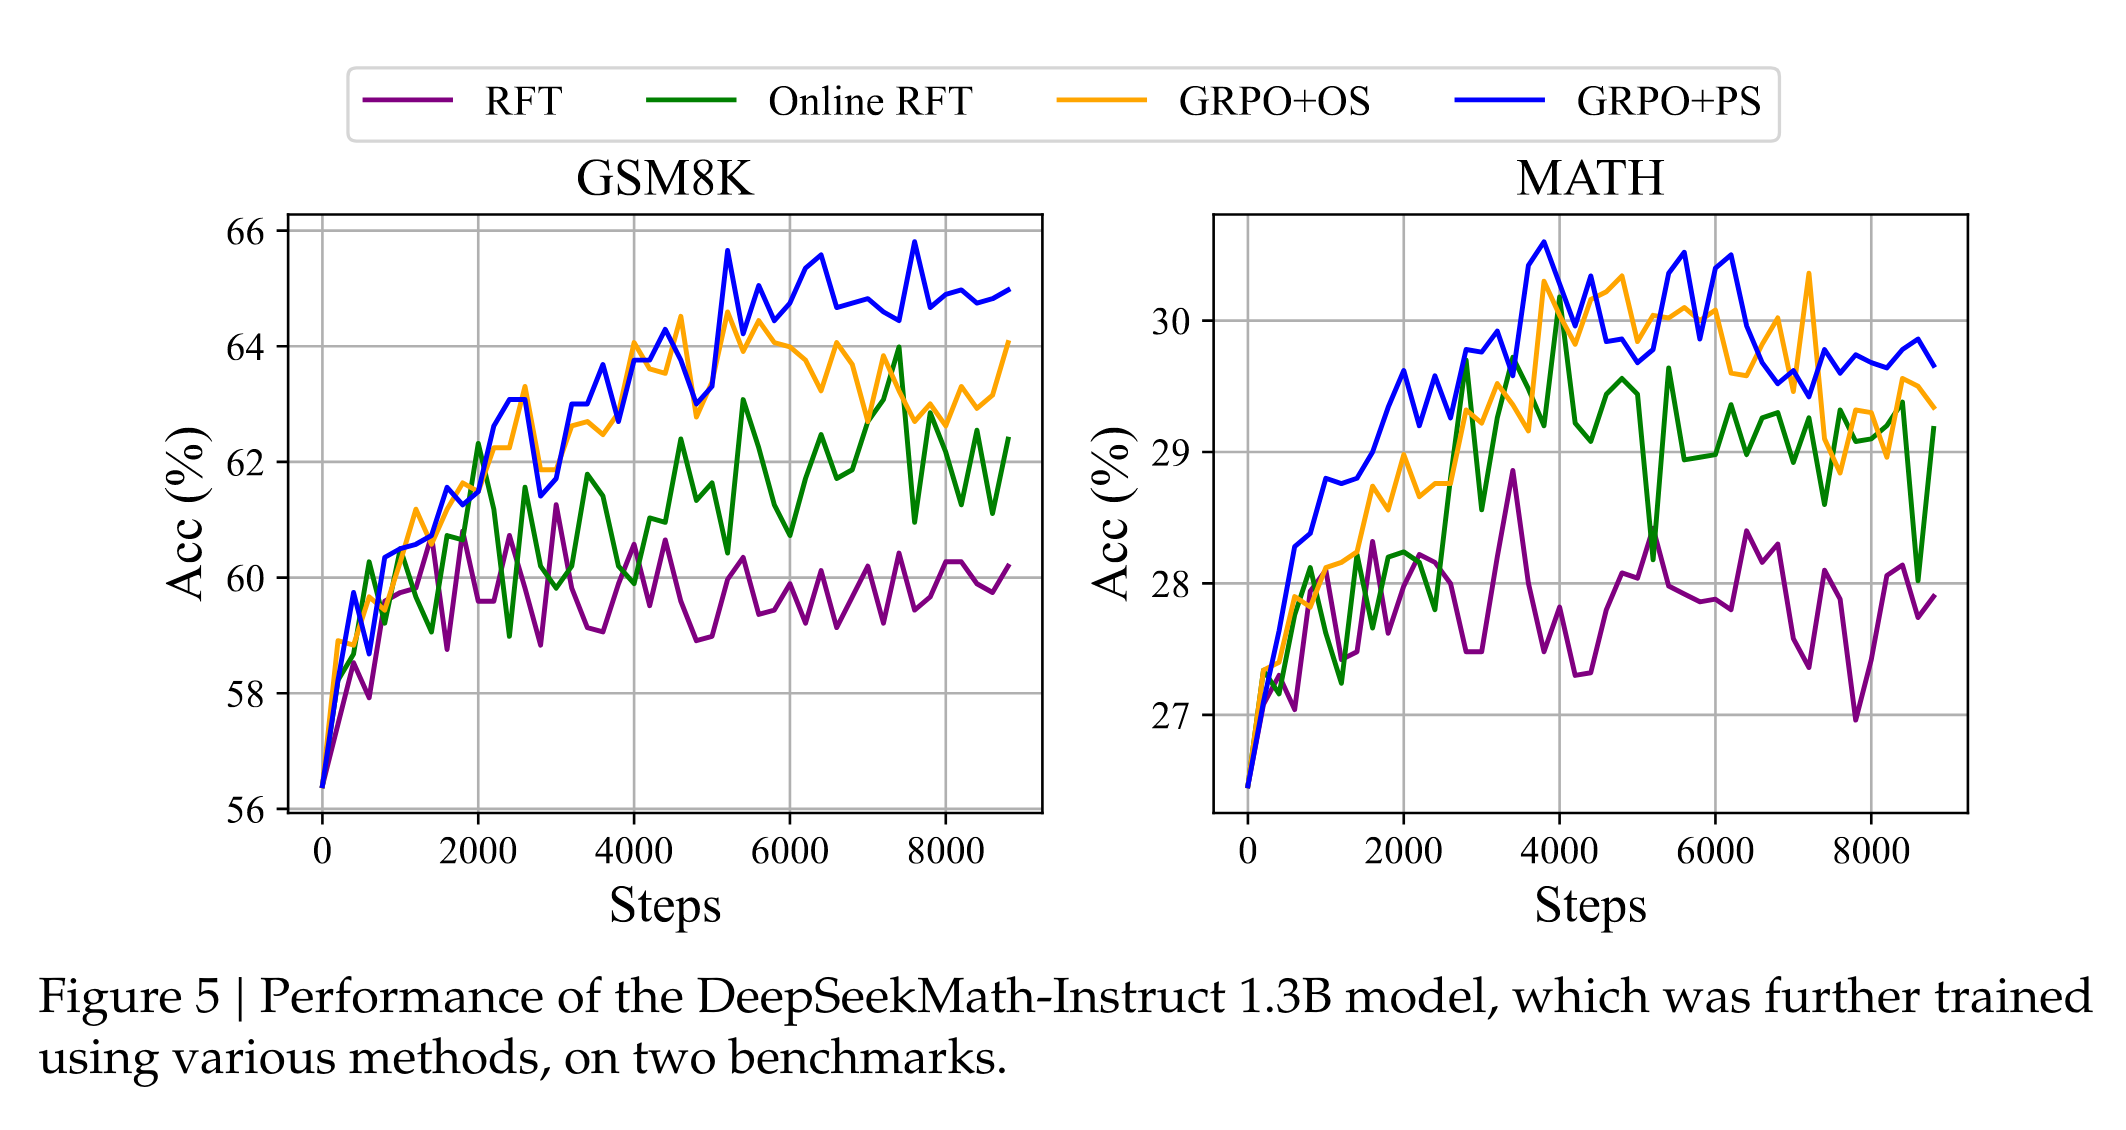 RFT Online RFT GRPO+OS GRPO+PS
GSM8K
66
64
62
60
58
56
Acc (%)
0 2000 4000 6000 8000
Steps
MATH
30
29
28
27
Acc (%)
0 2000 4000 6000 8000
Steps
Figure 5 | Performance of the DeepSeekMath-Instruct 1.3B model, which was further trained
using various methods, on two benchmarks.